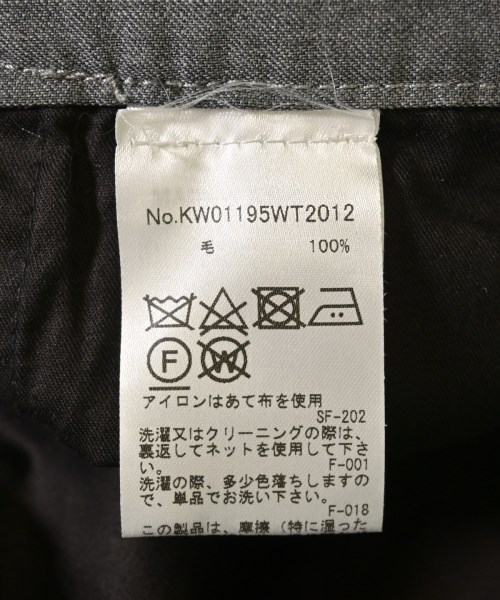 No.KW01195WT2012
毛 100%
F W
アイロンはあて布を使用
SF-202
洗濯又はクリーニングの際は、
裏返してネットを使用して下さ
い。 F-001
洗濯の際、多少色落ちしますの
で、単品でお洗い下さい。
F-018
この製品は、摩擦（特に湿った